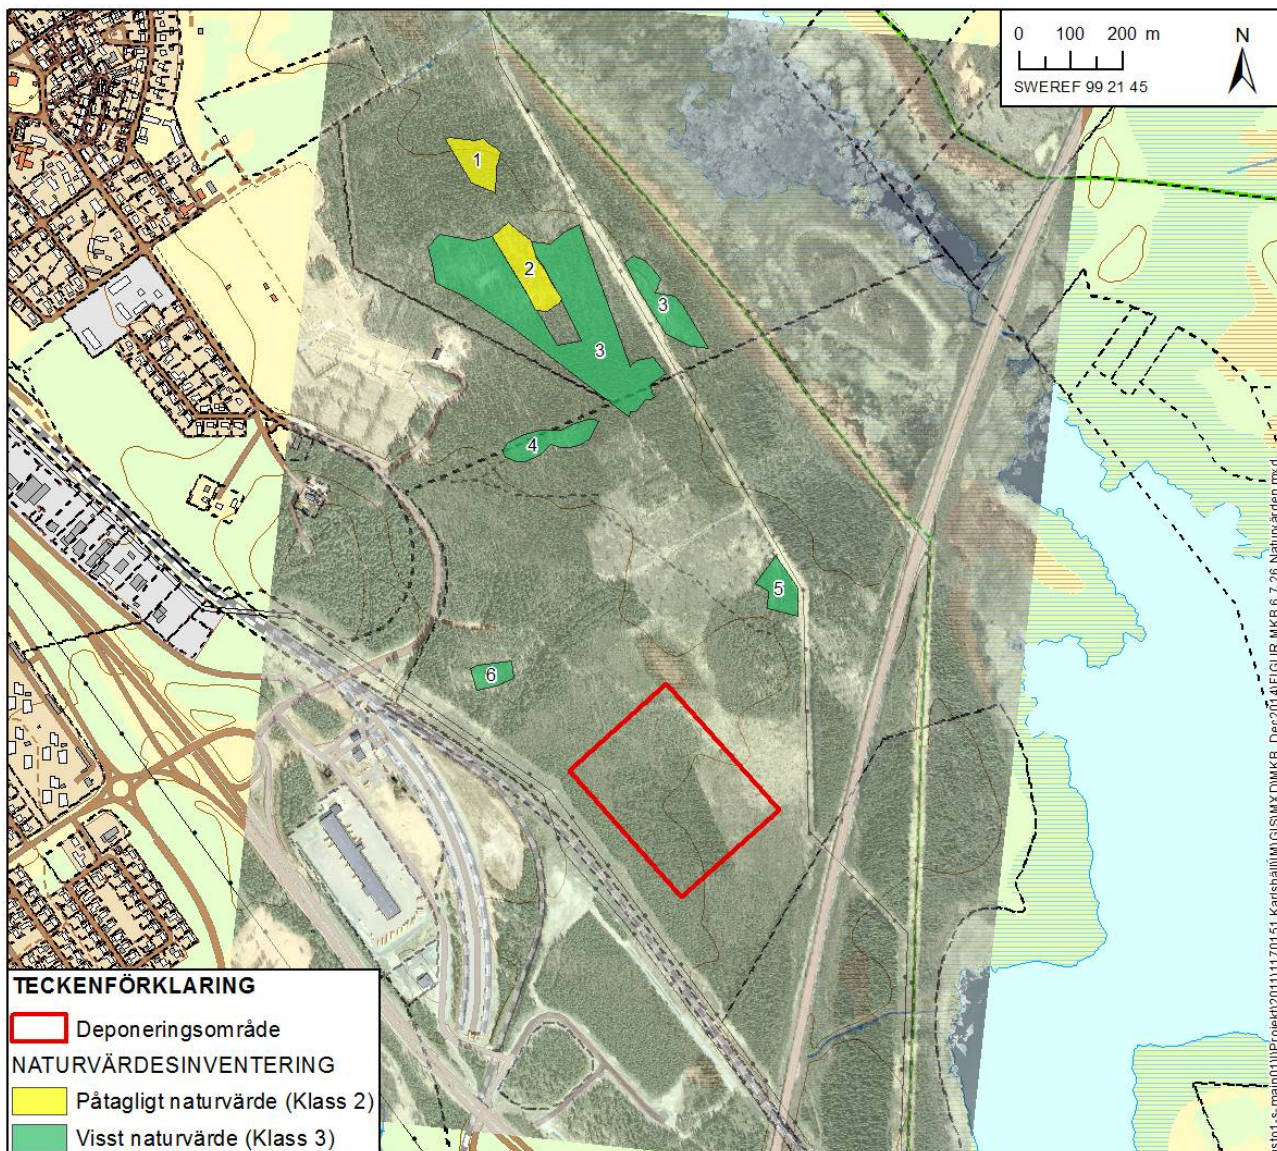 0 100 200 m
SWEREF 99 21 45
N
1
2
3
3
4
5
6
TECKENFÖRKLARING
Deponeringsområde
NATURVÄRDESINVENTERING
Påtagligt naturvärde (Klass 2)
Visst naturvärde (Klass 3)